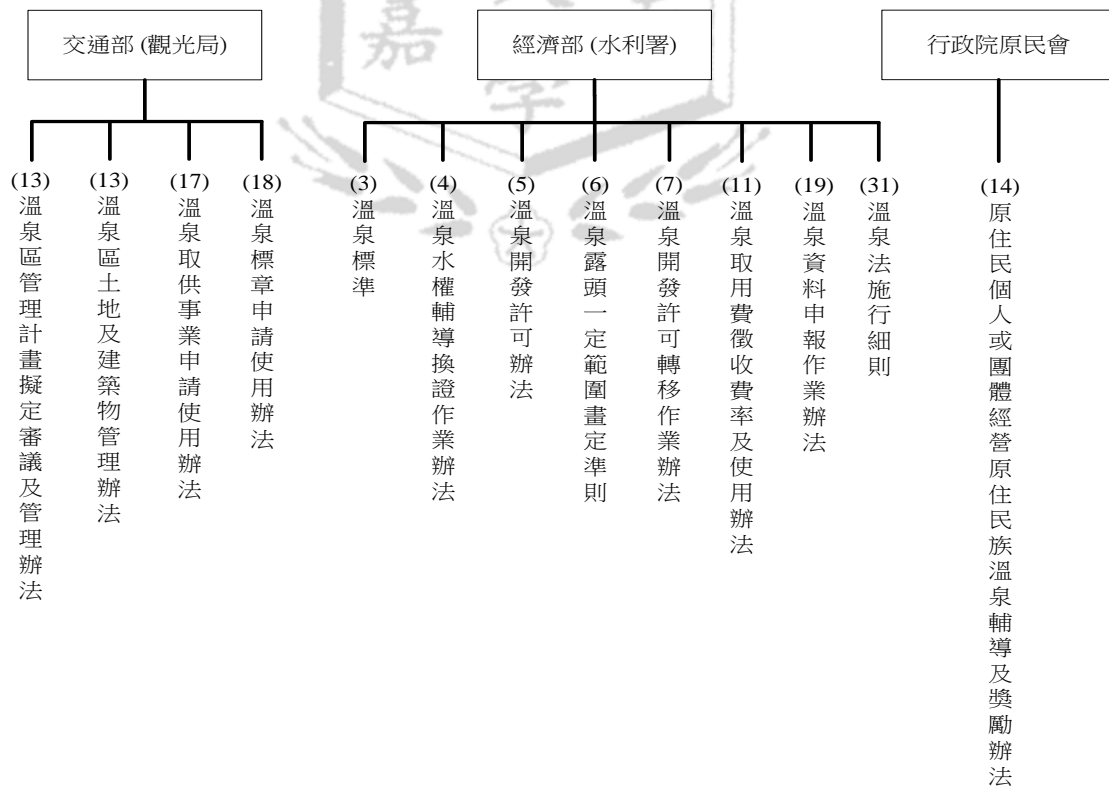 交通部 (觀光局)
(13)溫泉區管理計畫擬定審議及管理辦法
(13)溫泉區土地及建築物管理辦法
(17)溫泉取供事業申請使用辦法
(18)溫泉標章申請使用辦法
經濟部 (水利署)
(3)溫泉標準
(4)溫泉水權輔導換證作業辦法
(5)溫泉開發許可辦法
(6)溫泉露頭一定範圍畫定準則
(7)溫泉開發許可轉移作業辦法
(11)溫泉取用費徵收費率及使用辦法
(19)溫泉資料申報作業辦法
(31)溫泉法施行細則
行政院原民會
(14)原住民個人或團體經營原住民族溫泉輔導及獎勵辦法
嘉
学